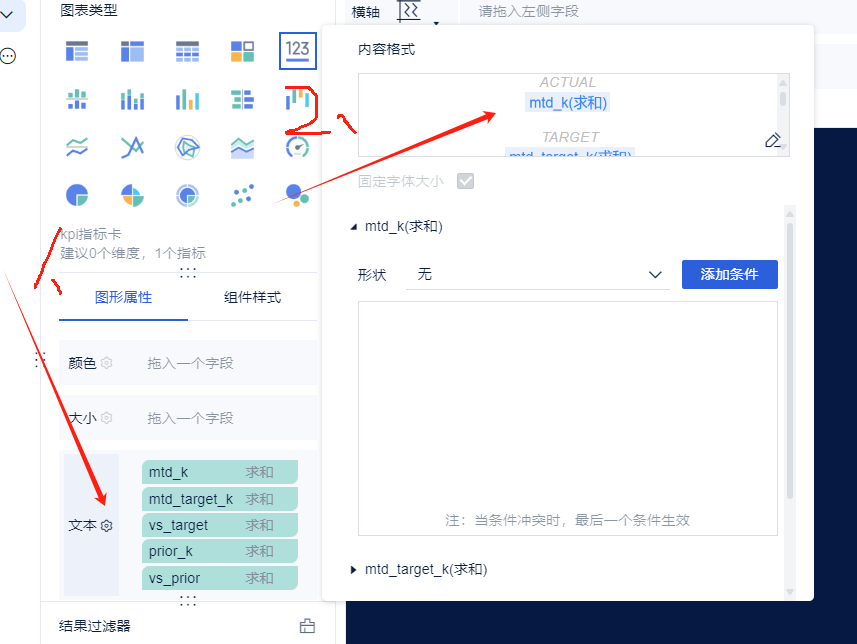 图表类型
横轴
请拖入左侧字段
123
内容格式
ACTUAL
mtd_k(求和)
TARGET
mtd_target_k(求和)
2、
固定字体大小
mtd_k(求和)
kpi指标卡
建议0个维度，1个指标
1、
形状
无
添加条件
图形属性
组件样式
颜色
拖入一个字段
大小
拖入一个字段
文本
mtd_k 求和
mtd_target_k 求和
vs_target 求和
prior_k 求和
vs_prior 求和
注：当条件冲突时，最后一个条件生效
mtd_target_k(求和)
结果过滤器